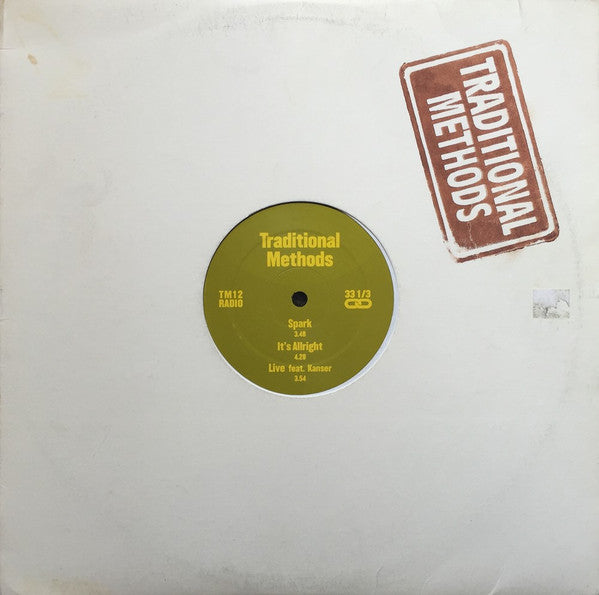 TRADITIONAL
METHODS
Traditional
Methods
TM12
RADIO
33 1/3
Spark
3.48
It's Allright
4.20
Live feat. Kanser
3.54